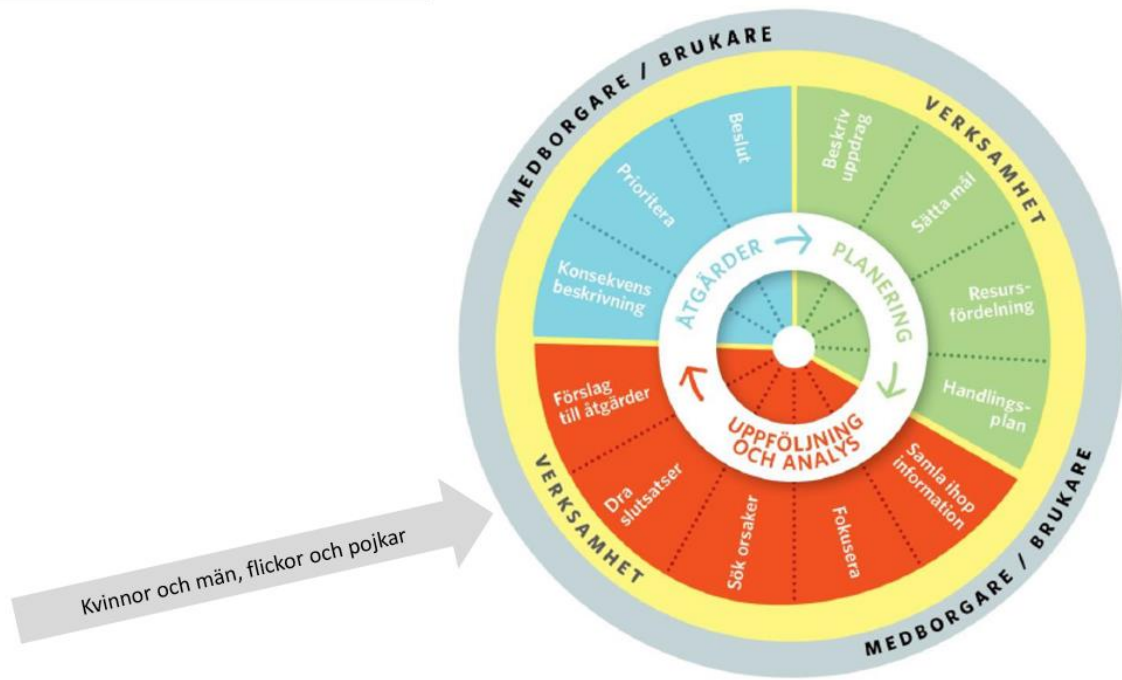 MEDBORGARE / BRUKARE
VERKSAMHET
Beskriv
uppdrag
Sätta mål
Resurs-
fördelning
Handlings-
plan
Samla ihop
information
Fokusera
Sök orsaker
Dra
slutsatser
Förslag
till åtgärder
Konsekvens
beskrivning
Prioritera
Beslut
ÅTGÄRDER
PLANERING
UPPFÖLJNING
OCH ANALYS
VERKSAMHET
MEDBORGARE / BRUKARE
Kvinnor och män, flickor och pojkar